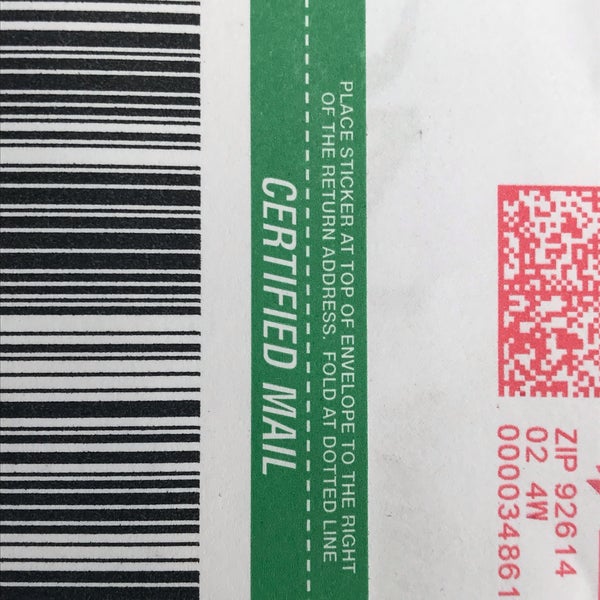 PLACE STICKER AT TOP OF ENVELOPE TO THE RIGHT
OF THE RETURN ADDRESS. FOLD AT DOTTED LINE
CERTIFIED MAIL
ZIP 92614
02 4W
000034861